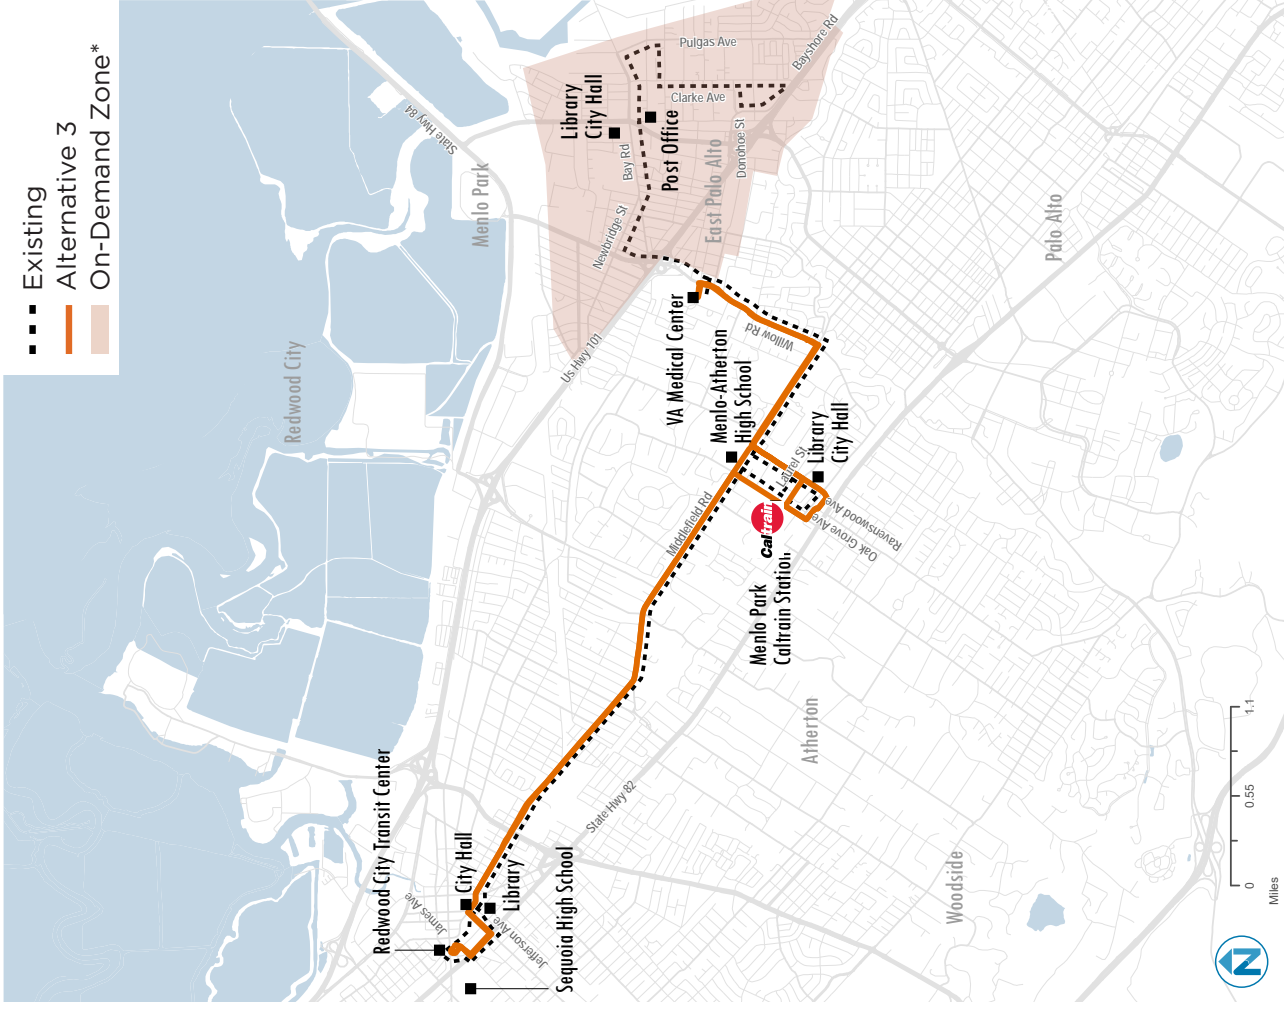 Existing
Alternative 3
On-Demand Zone*
Redwood City
Menlo Park
State Hwy 84
Pulgas Ave
Bayshore Rd
Library
City Hall
Clarke Ave
Post Office
Bay Rd
Donohoe St
East Palo Alto
Newbridge St
Palo Alto
Us Hwy 101
VA Medical Center
Willow Rd
Menlo-Atherton
High School
Library
City Hall
Laurel St
Middlefield Rd
Caltrain
Ravenswood Ave
Oak Grove Ave
Menlo Park
Caltrain Station
Atherton
State Hwy 82
Redwood City Transit Center
City Hall
Library
James Ave
Jefferson Ave
Sequoia High School
Woodside
0
0.55
1.1
Miles
N